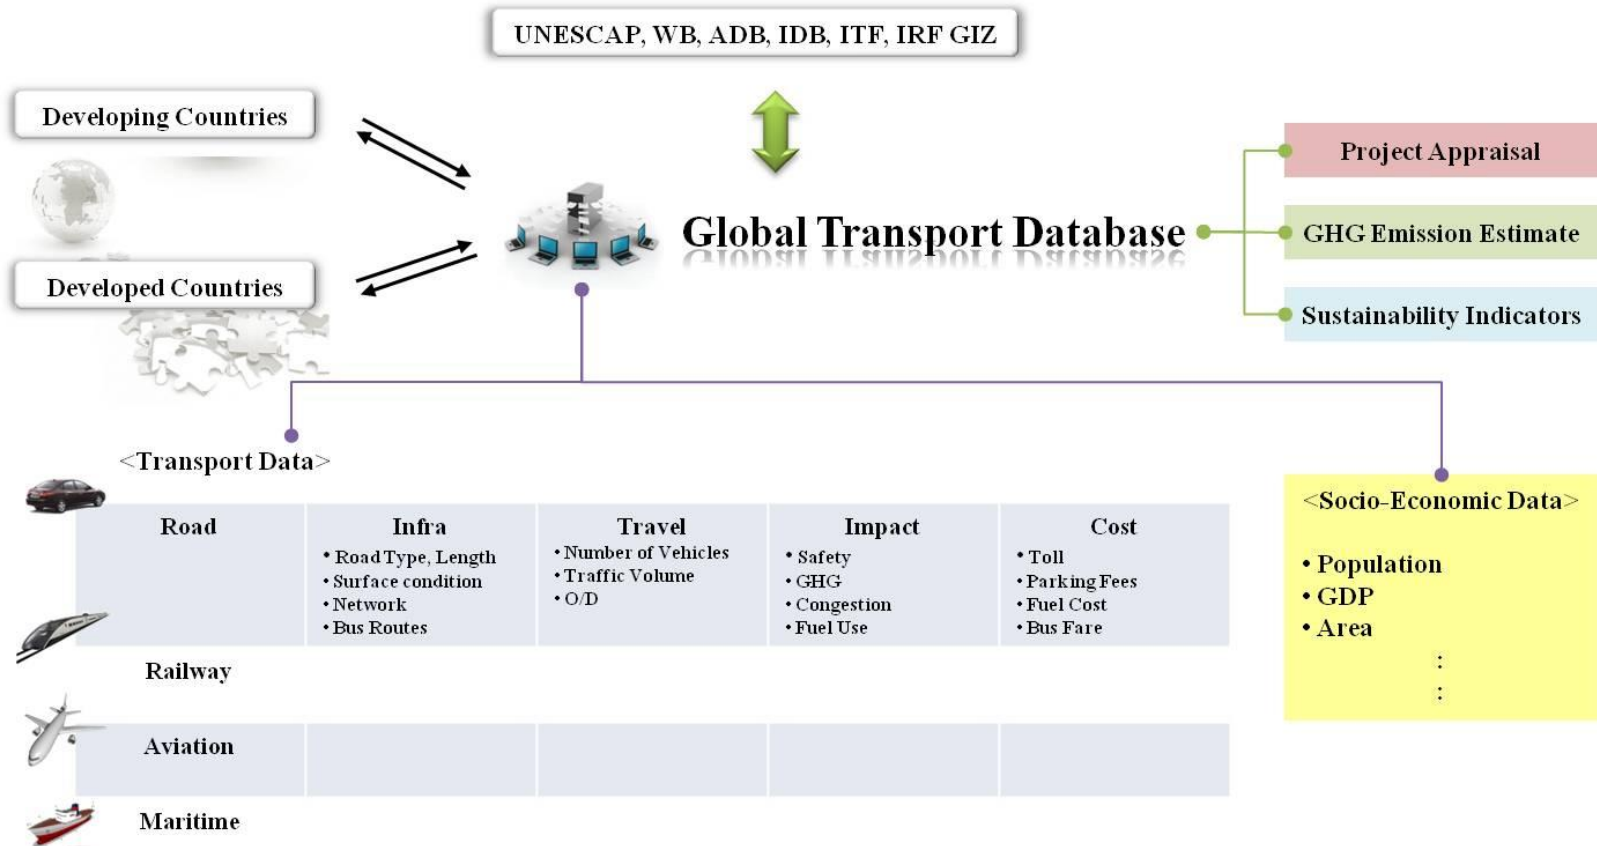 UNESCAP, WB, ADB, IDB, ITF, IRF GIZ
Developing Countries
Developed Countries
Global Transport Database
Project Appraisal
GHG Emission Estimate
Sustainability Indicators
<Transport Data>
Road
Infra
• Road Type, Length
• Surface condition
• Network
• Bus Routes
Travel
• Number of Vehicles
• Traffic Volume
• O/D
Impact
• Safety
• GHG
• Congestion
• Fuel Use
Cost
• Toll
• Parking Fees
• Fuel Cost
• Bus Fare
Railway
Aviation
Maritime
<Socio-Economic Data>
• Population
• GDP
• Area
:
: